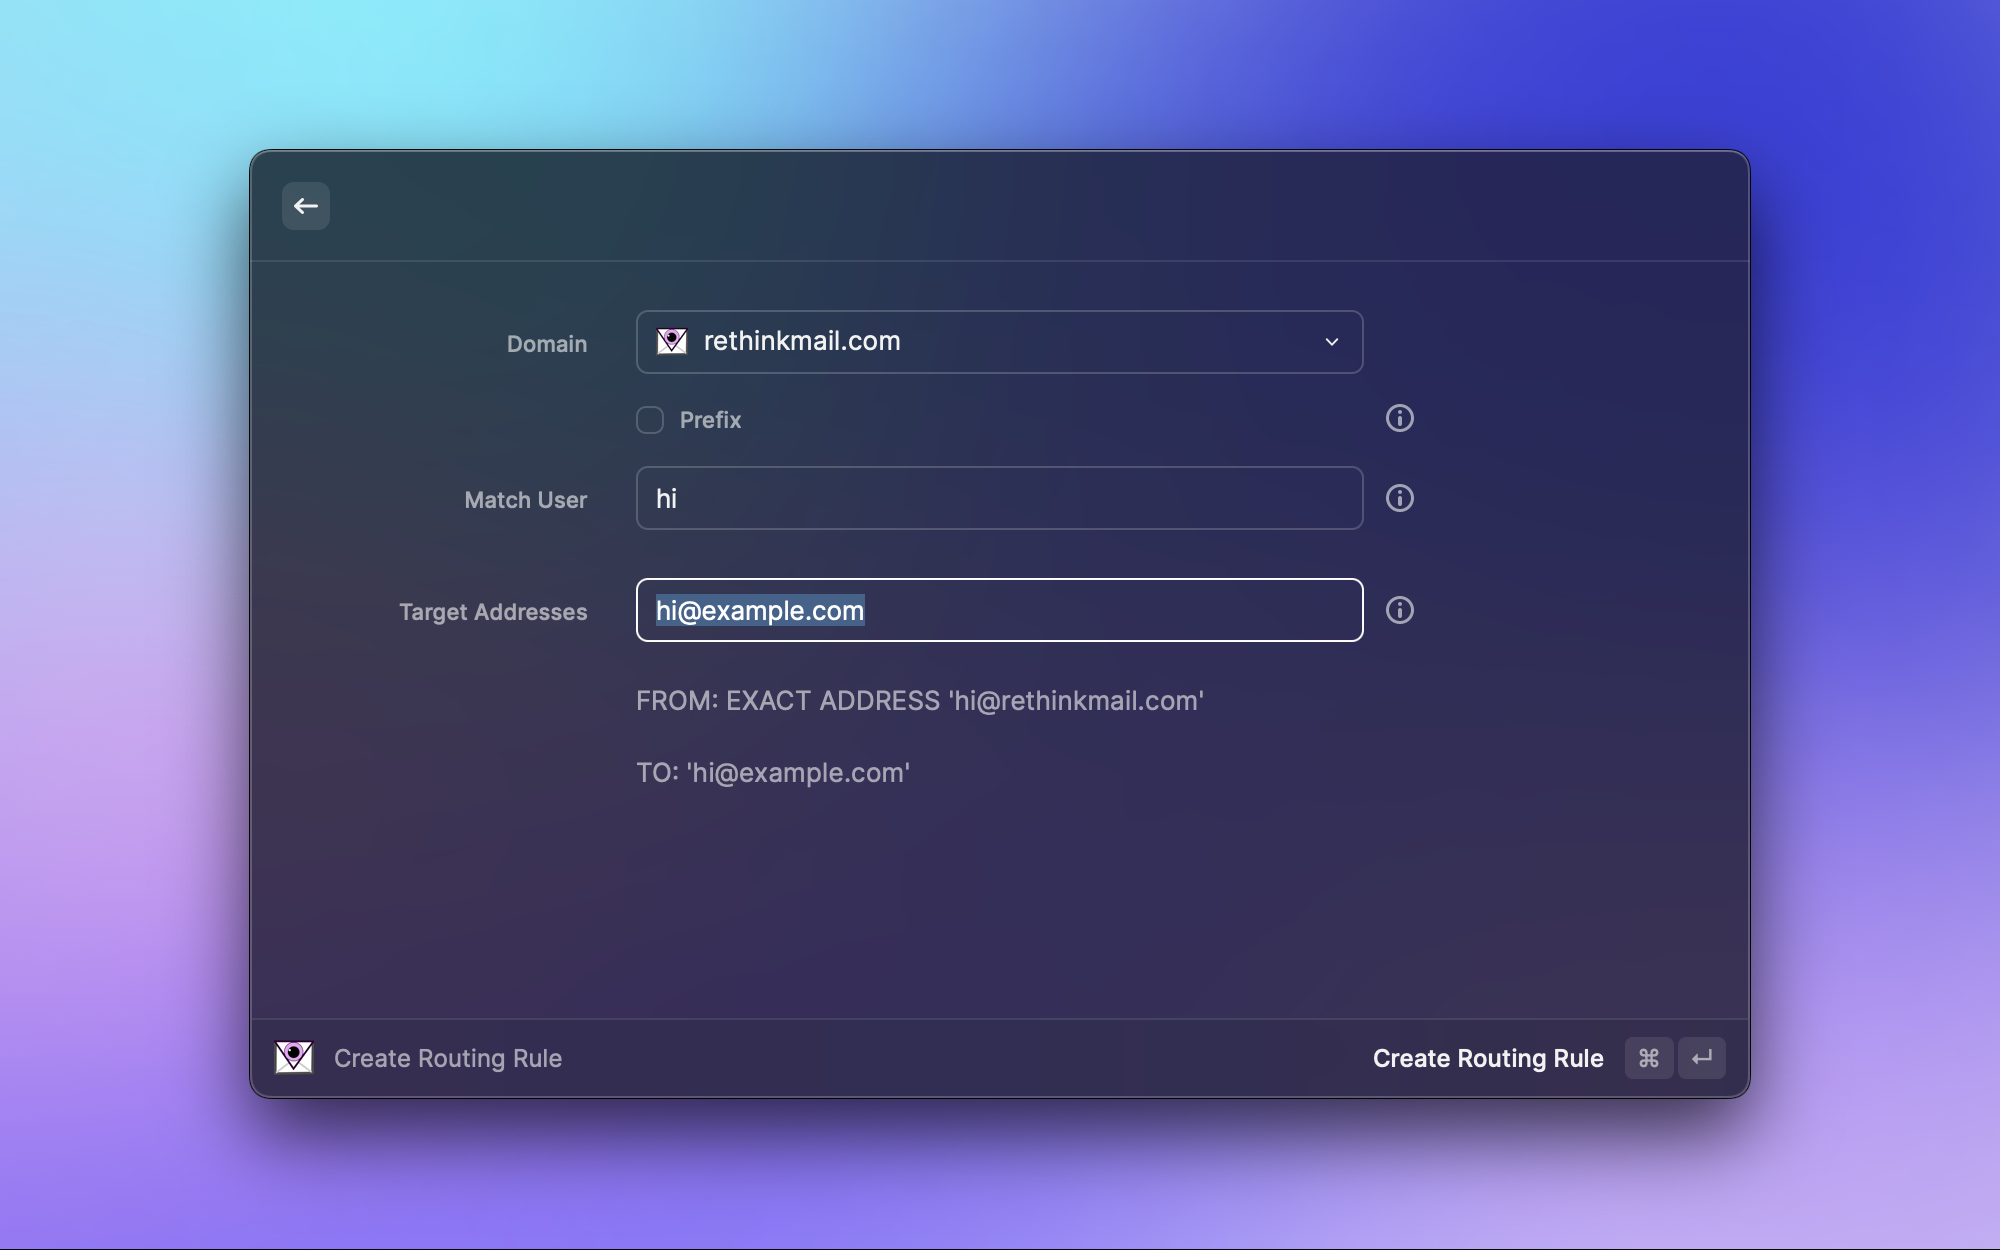 Domain
rethinkmail.com
Prefix
Match User
hi
Target Addresses
hi@example.com
FROM: EXACT ADDRESS 'hi@rethinkmail.com'
TO: 'hi@example.com'
Create Routing Rule
Create Routing Rule ⌘ ↵